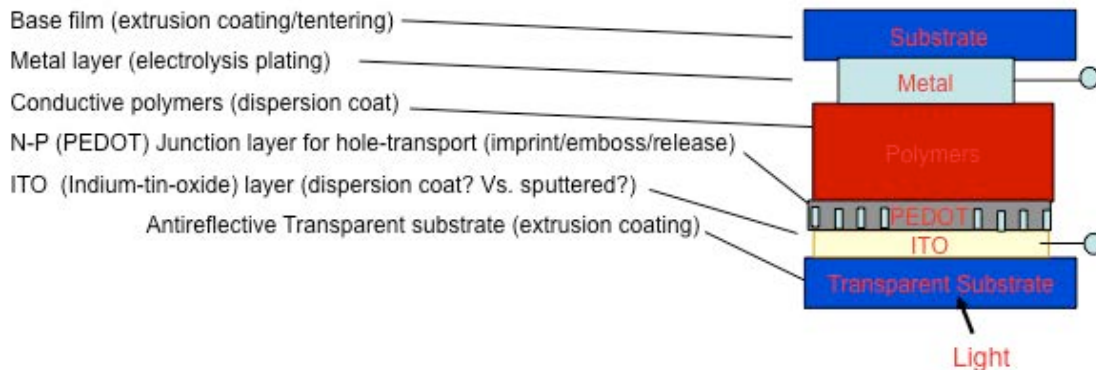 Base film (extrusion coating/tentering)
Metal layer (electrolysis plating)
Conductive polymers (dispersion coat)
N-P (PEDOT) Junction layer for hole-transport (imprint/emboss/release)
ITO (Indium-tin-oxide) layer (dispersion coat? Vs. sputtered?)
Antireflective Transparent substrate (extrusion coating)
Substrate
Metal
Polymers
PEDOT
ITO
Transparent Substrate
Light